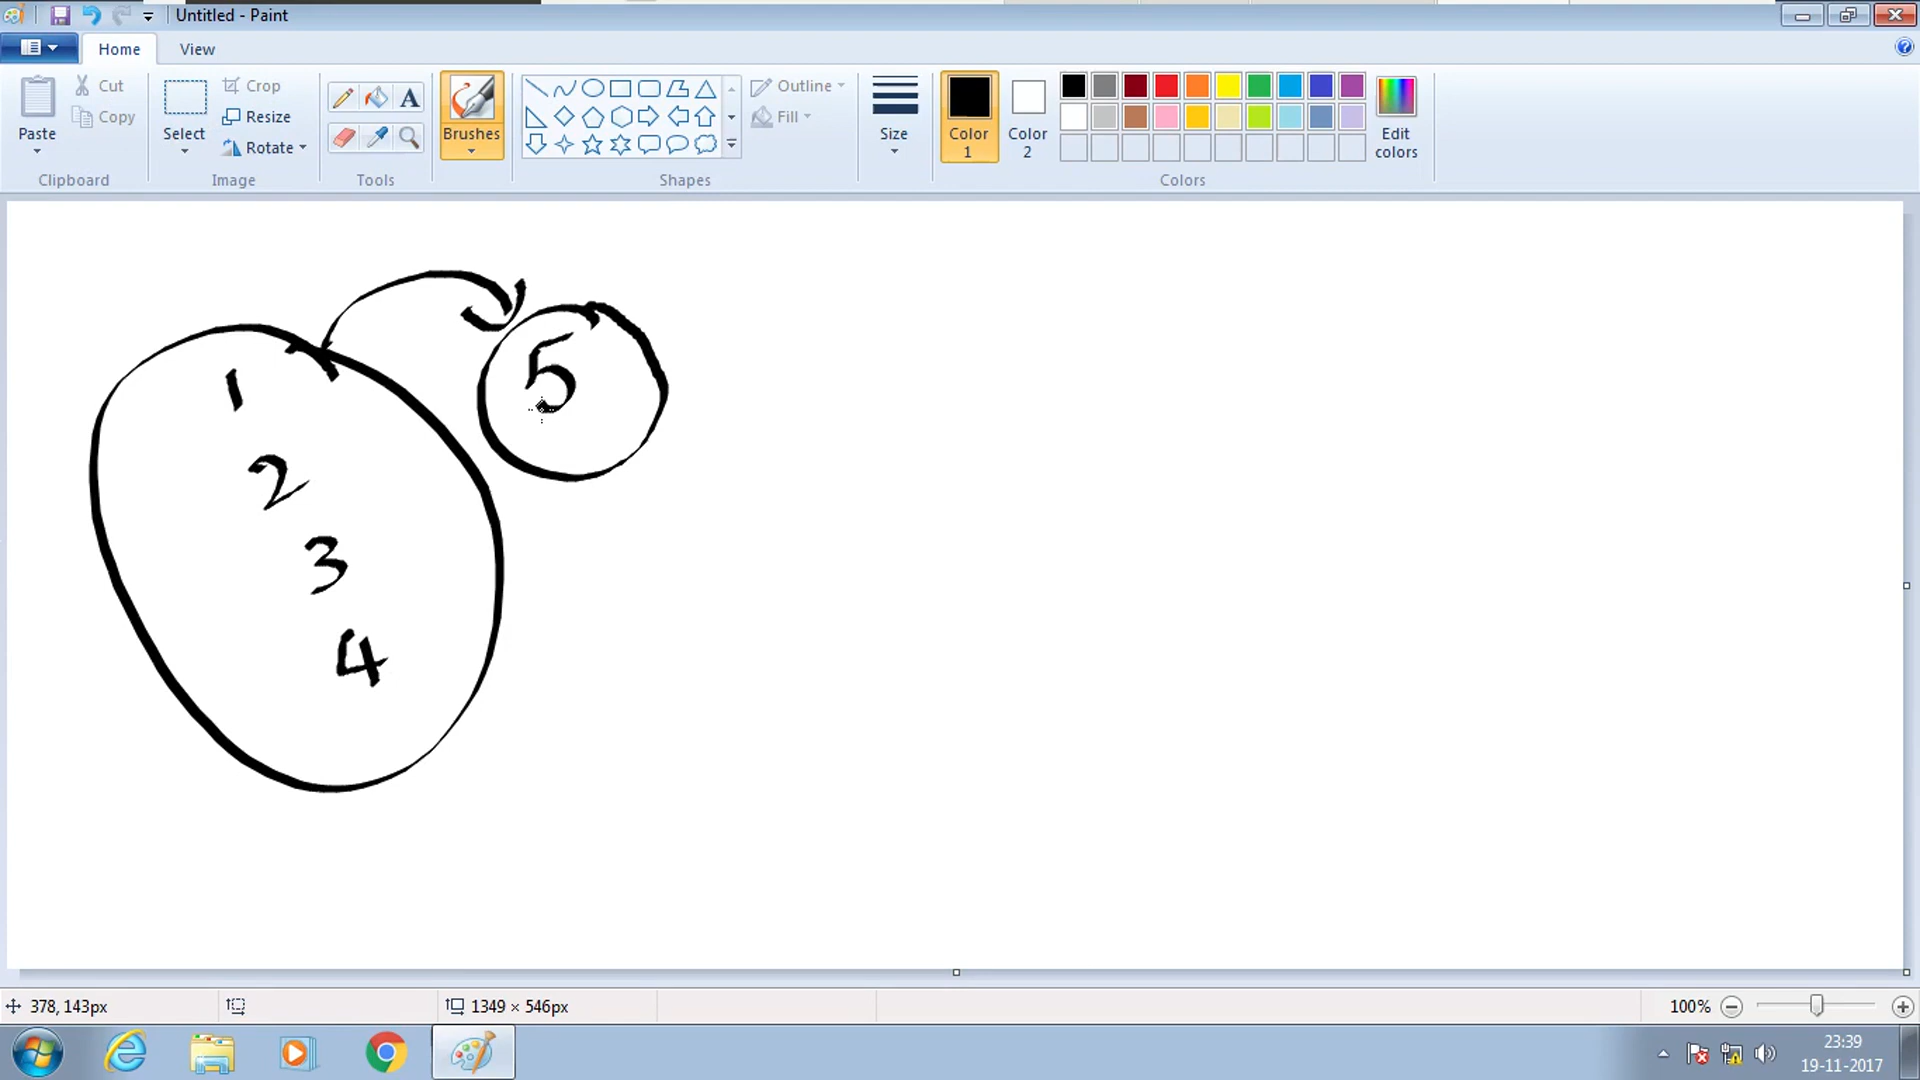 Untitled - Paint
Home View
Paste
Cut
Copy
Clipboard
Select
Crop
Resize
Rotate
Image
A
Tools
Brushes
Shapes
Outline
Fill
Size
Color 1
Color 2
Edit colors
Colors
1
2
3
4
5
378, 143px
1349 × 546px
100%
23:39
19-11-2017